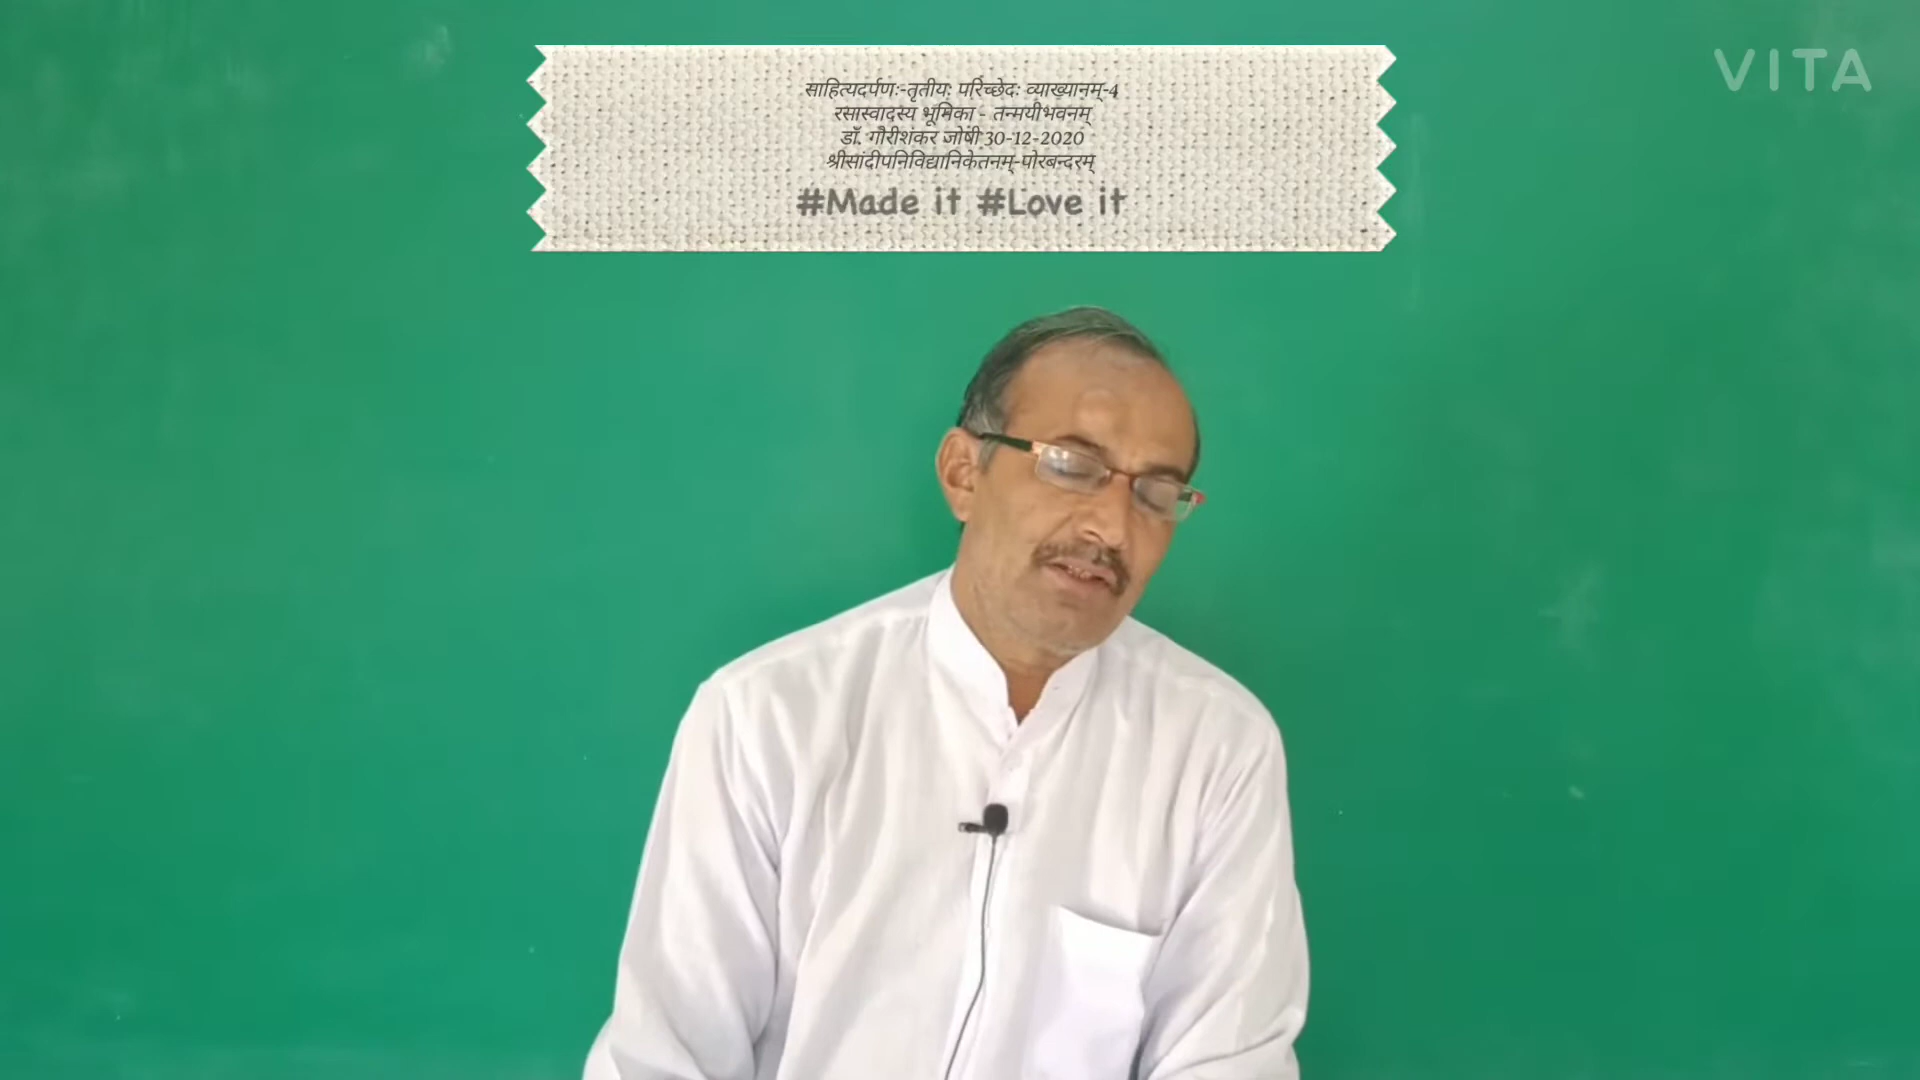 साहित्यदर्पणः-तृतीयः परिच्छेदः व्याख्यानम्-4
रसास्वादस्य भूमिका - तन्मयीभवनम्
डॉ. गौरीशंकर जोषी 30-12-2020
श्रीसांदीपनिविद्यानिकेतनम्-पोरबन्दरम्
#Made it #Love it
VITA